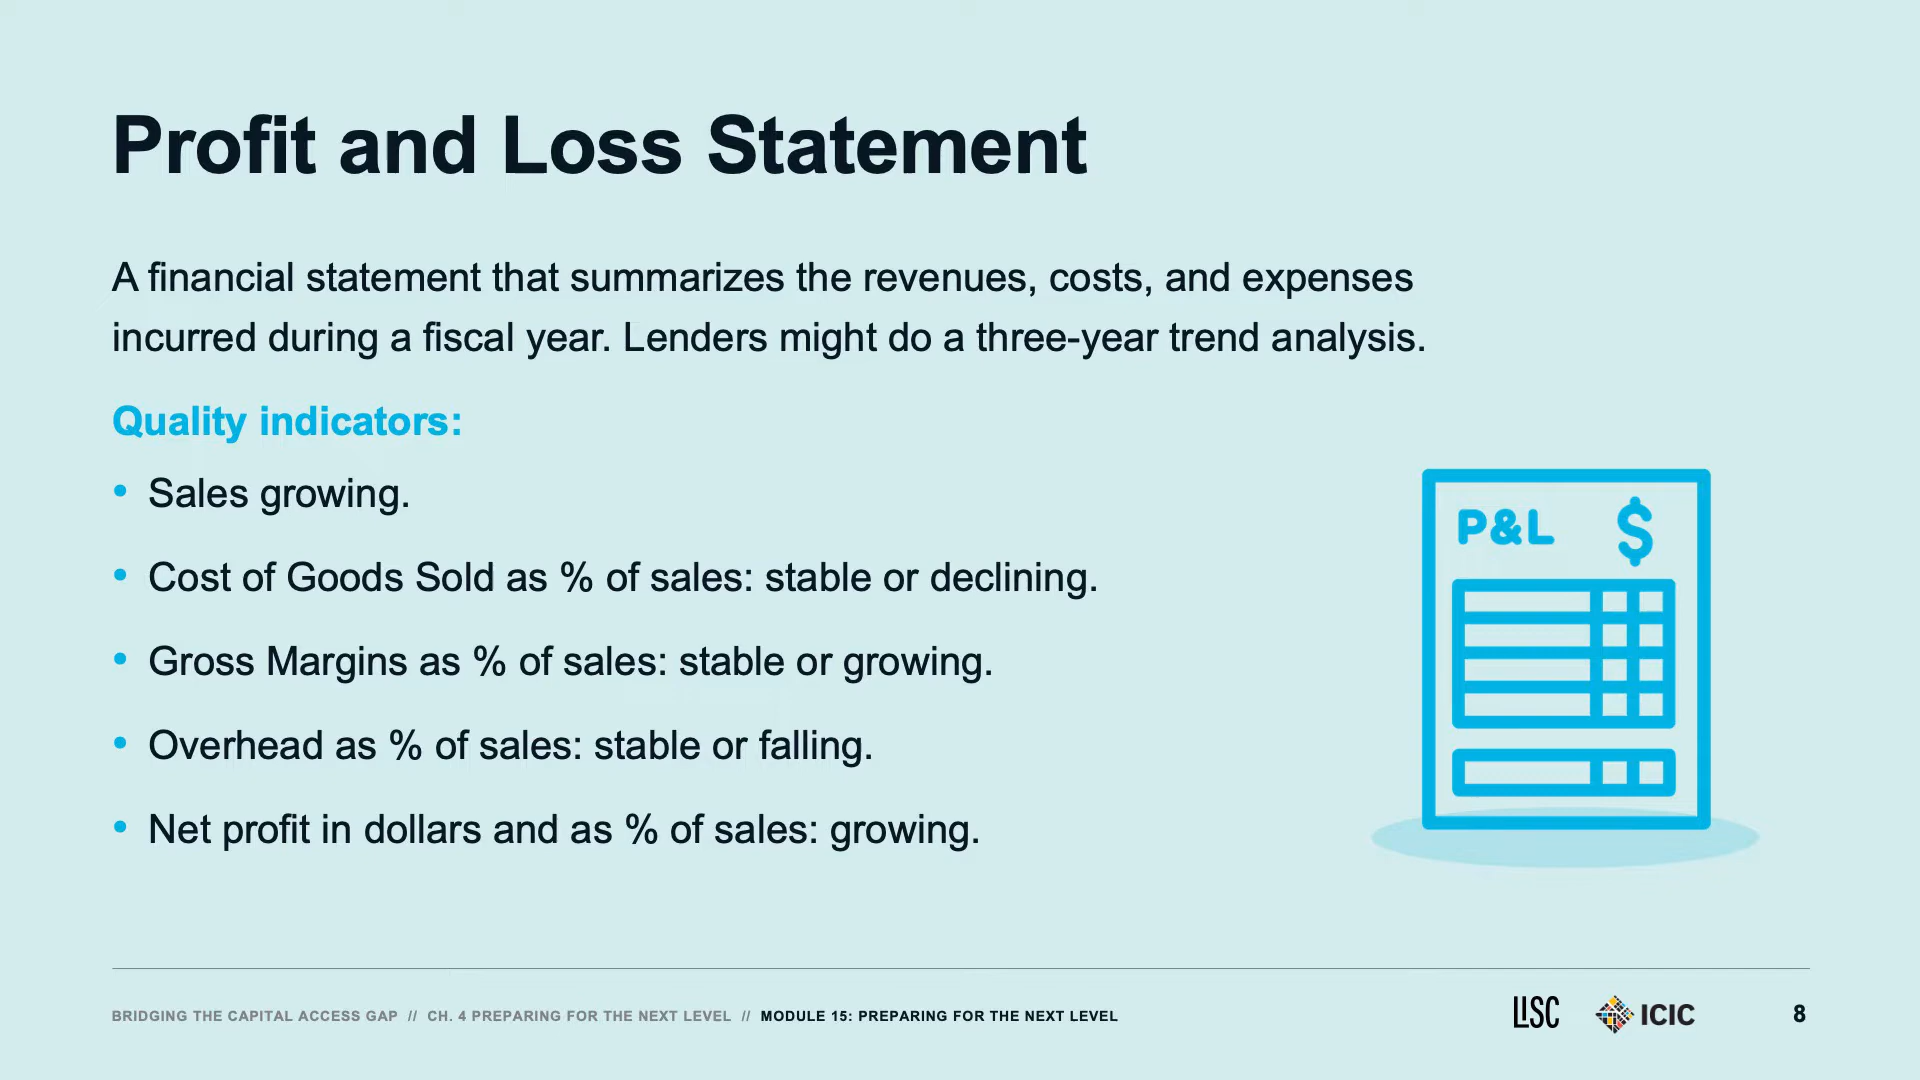 Profit and Loss Statement
A financial statement that summarizes the revenues, costs, and expenses
incurred during a fiscal year. Lenders might do a three-year trend analysis.
Quality indicators:
• Sales growing.
• Cost of Goods Sold as % of sales: stable or declining.
• Gross Margins as % of sales: stable or growing.
• Overhead as % of sales: stable or falling.
• Net profit in dollars and as % of sales: growing.
P&L $
BRIDGING THE CAPITAL ACCESS GAP // CH. 4 PREPARING FOR THE NEXT LEVEL // MODULE 15: PREPARING FOR THE NEXT LEVEL
LISC ICIC 8